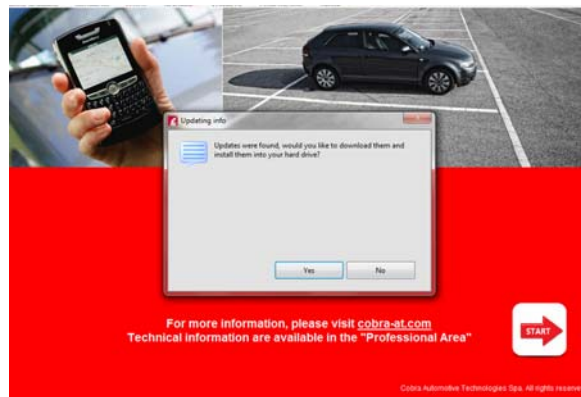 Updating info
Updates were found, would you like to download them and
install them into your hard drive?
Yes
No
For more information, please visit cobra-at.com
Technical information are available in the "Professional Area"
START
Cobra Automotive Technologies Spa. All rights reserve